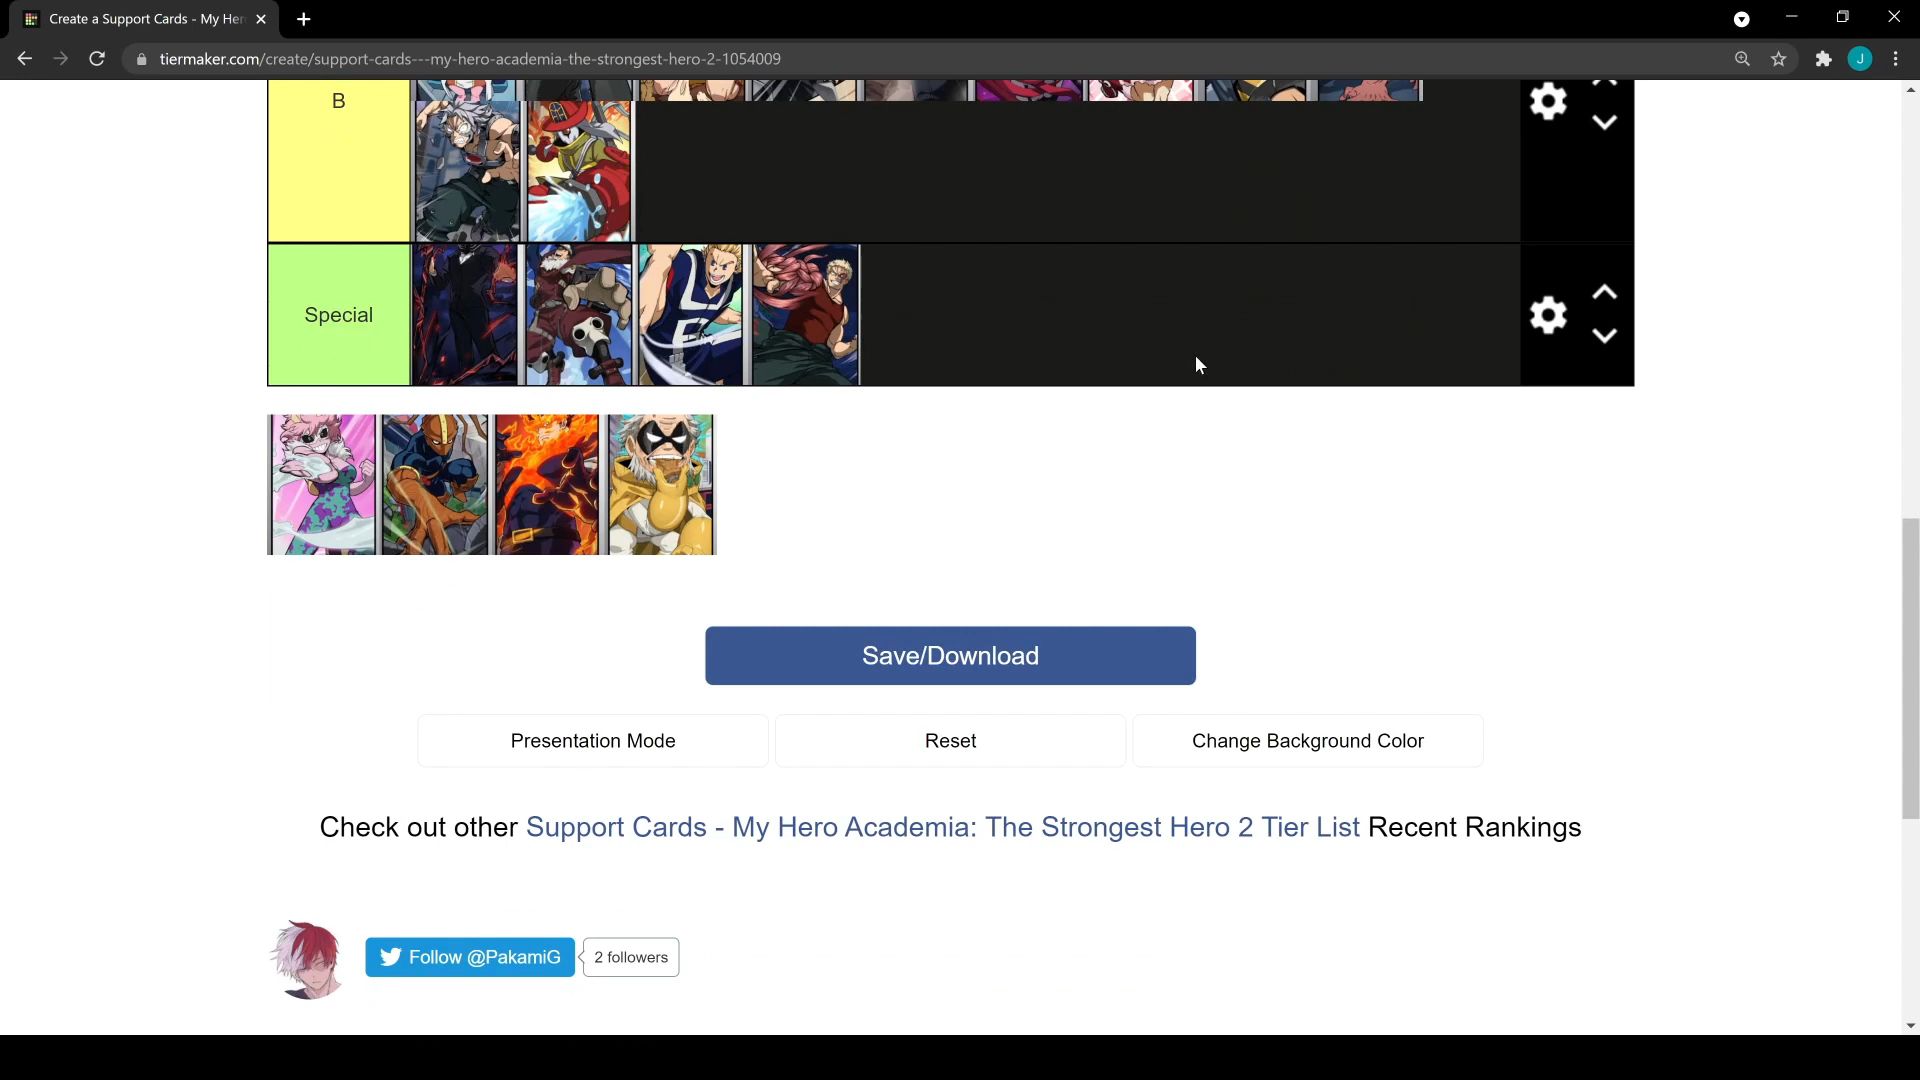 Create a Support Cards - My Her
tiermaker.com/create/support-cards---my-hero-academia-the-strongest-hero-2-1054009
J
B
Special
Save/Download
Presentation Mode
Reset
Change Background Color
Check out other Support Cards - My Hero Academia: The Strongest Hero 2 Tier List Recent Rankings
Follow @PakamiG
2 followers